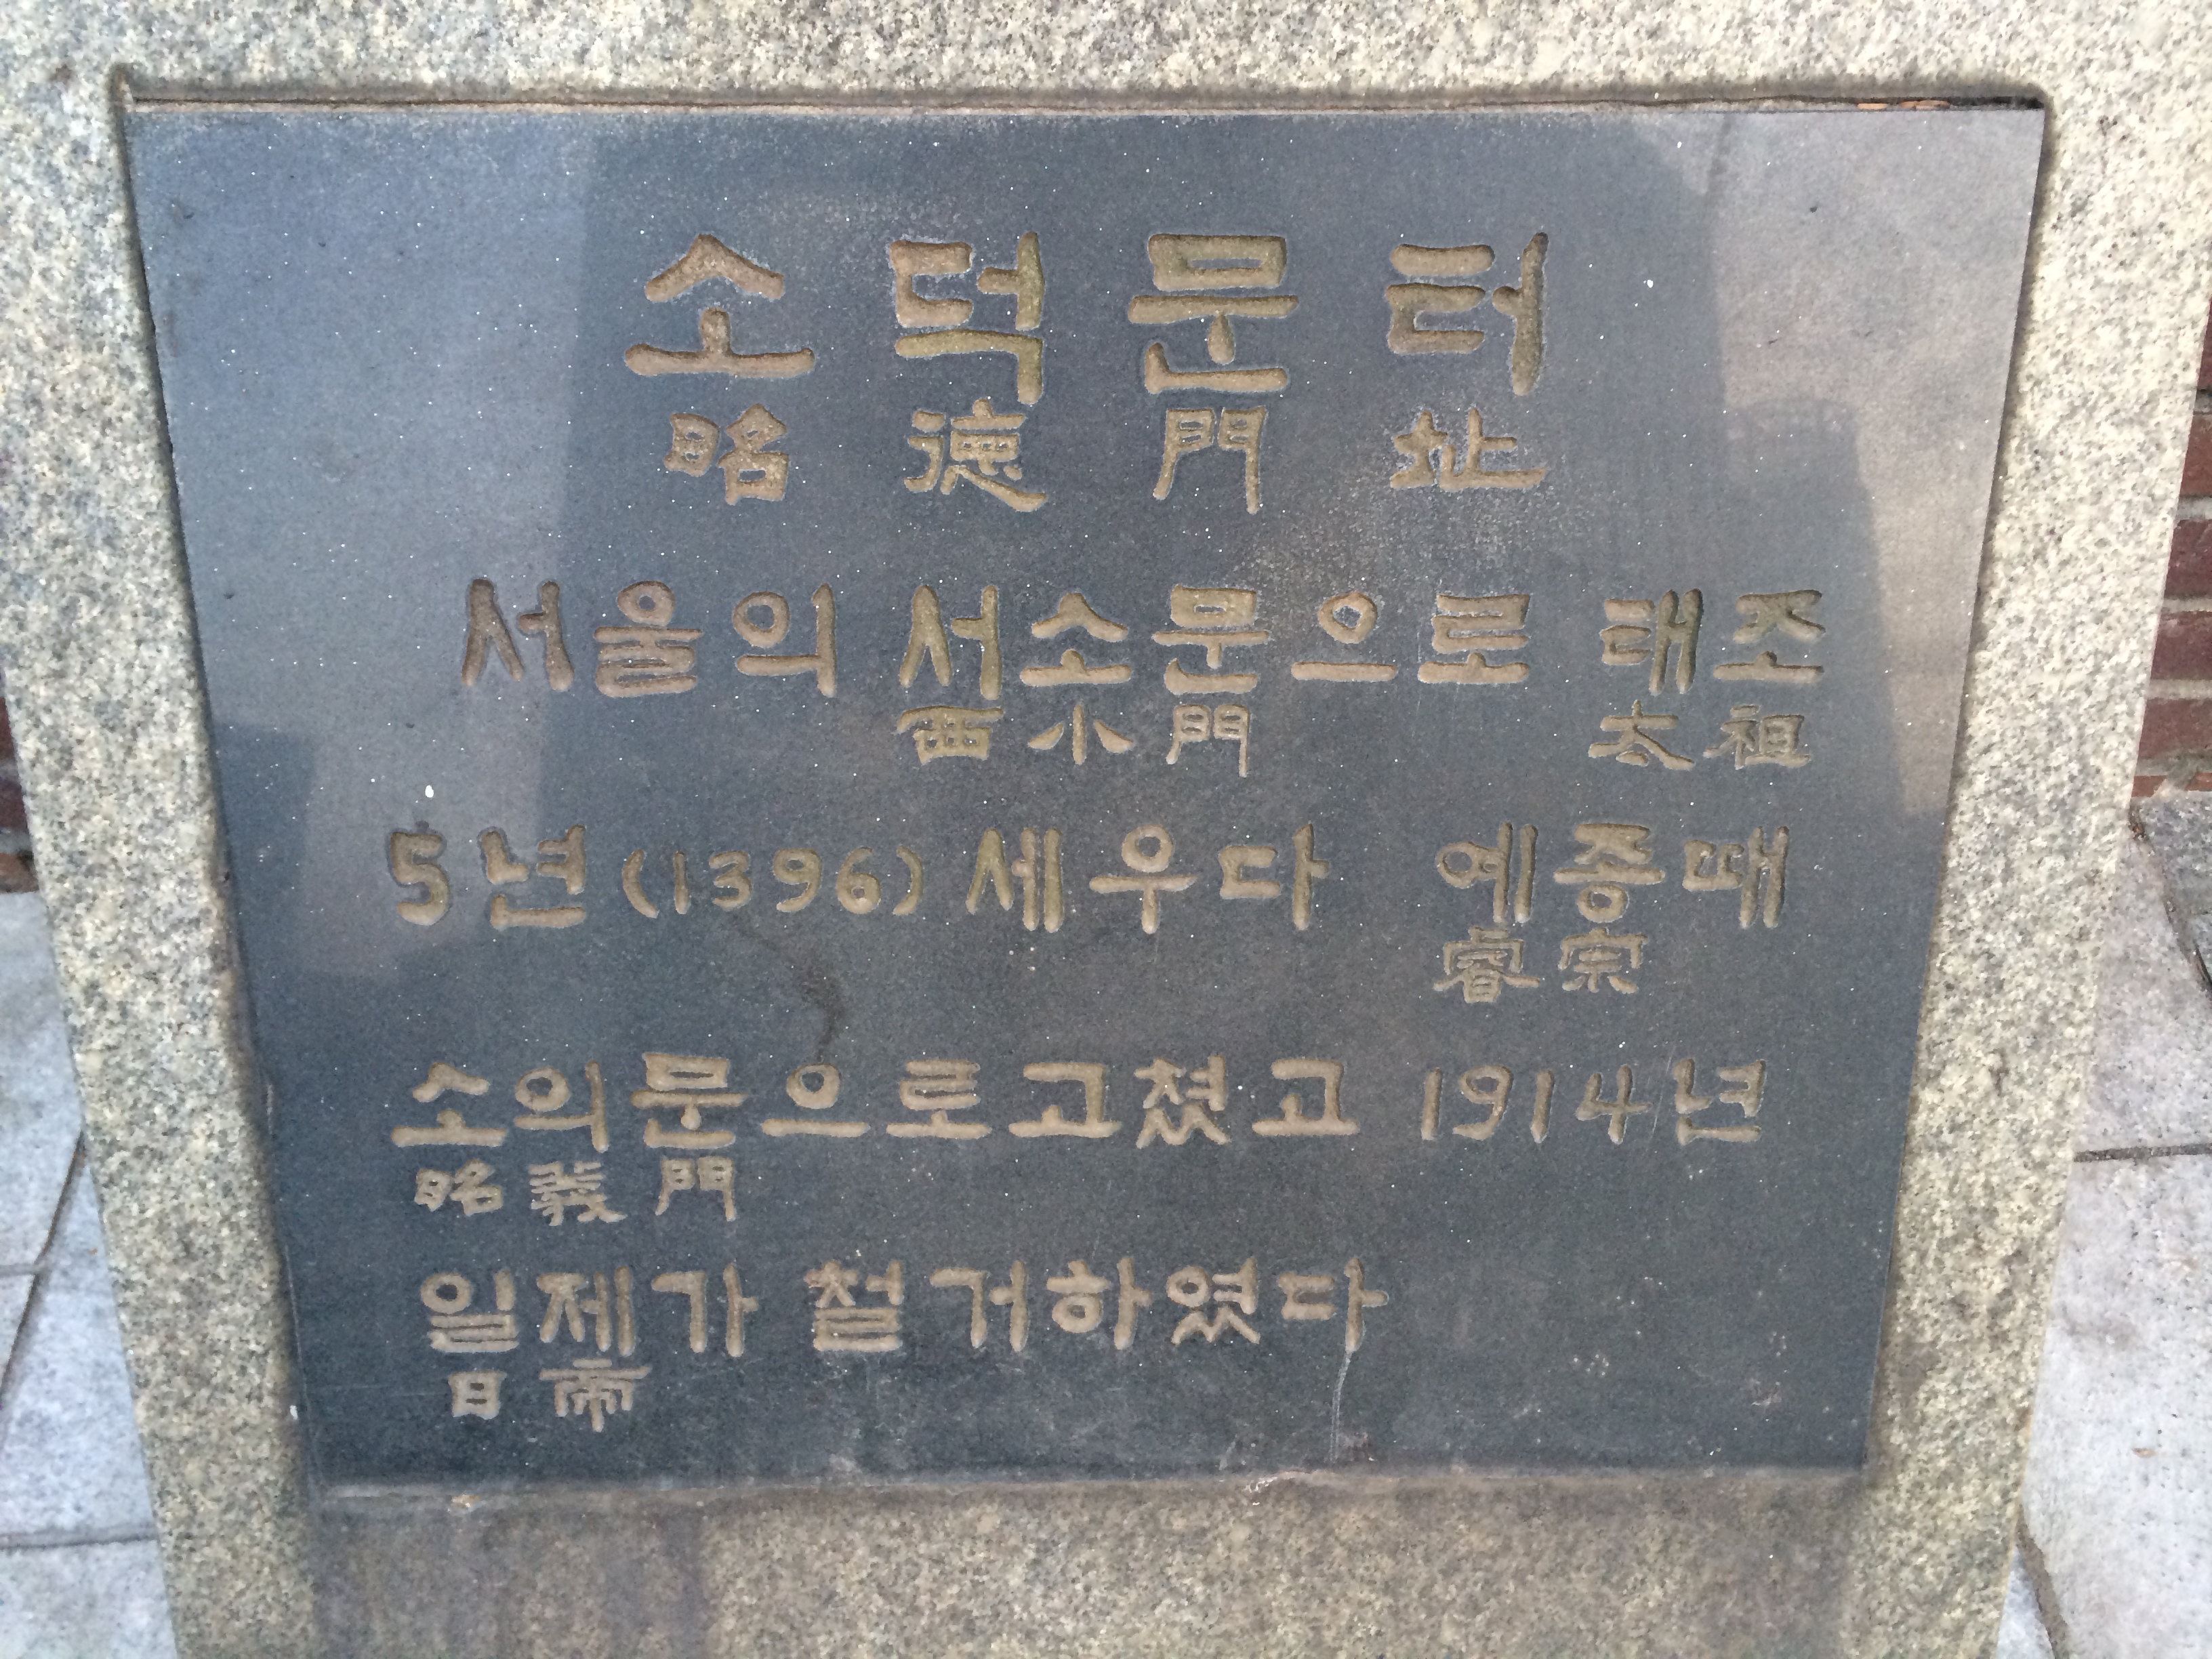 소덕문터
昭德門址
서울의 서소문으로 태조
西小門 太祖
5년(1396) 세우다 예종때
睿宗
소의문으로고쳤고 1914년
昭義門
일제가 철거하였다
日帝